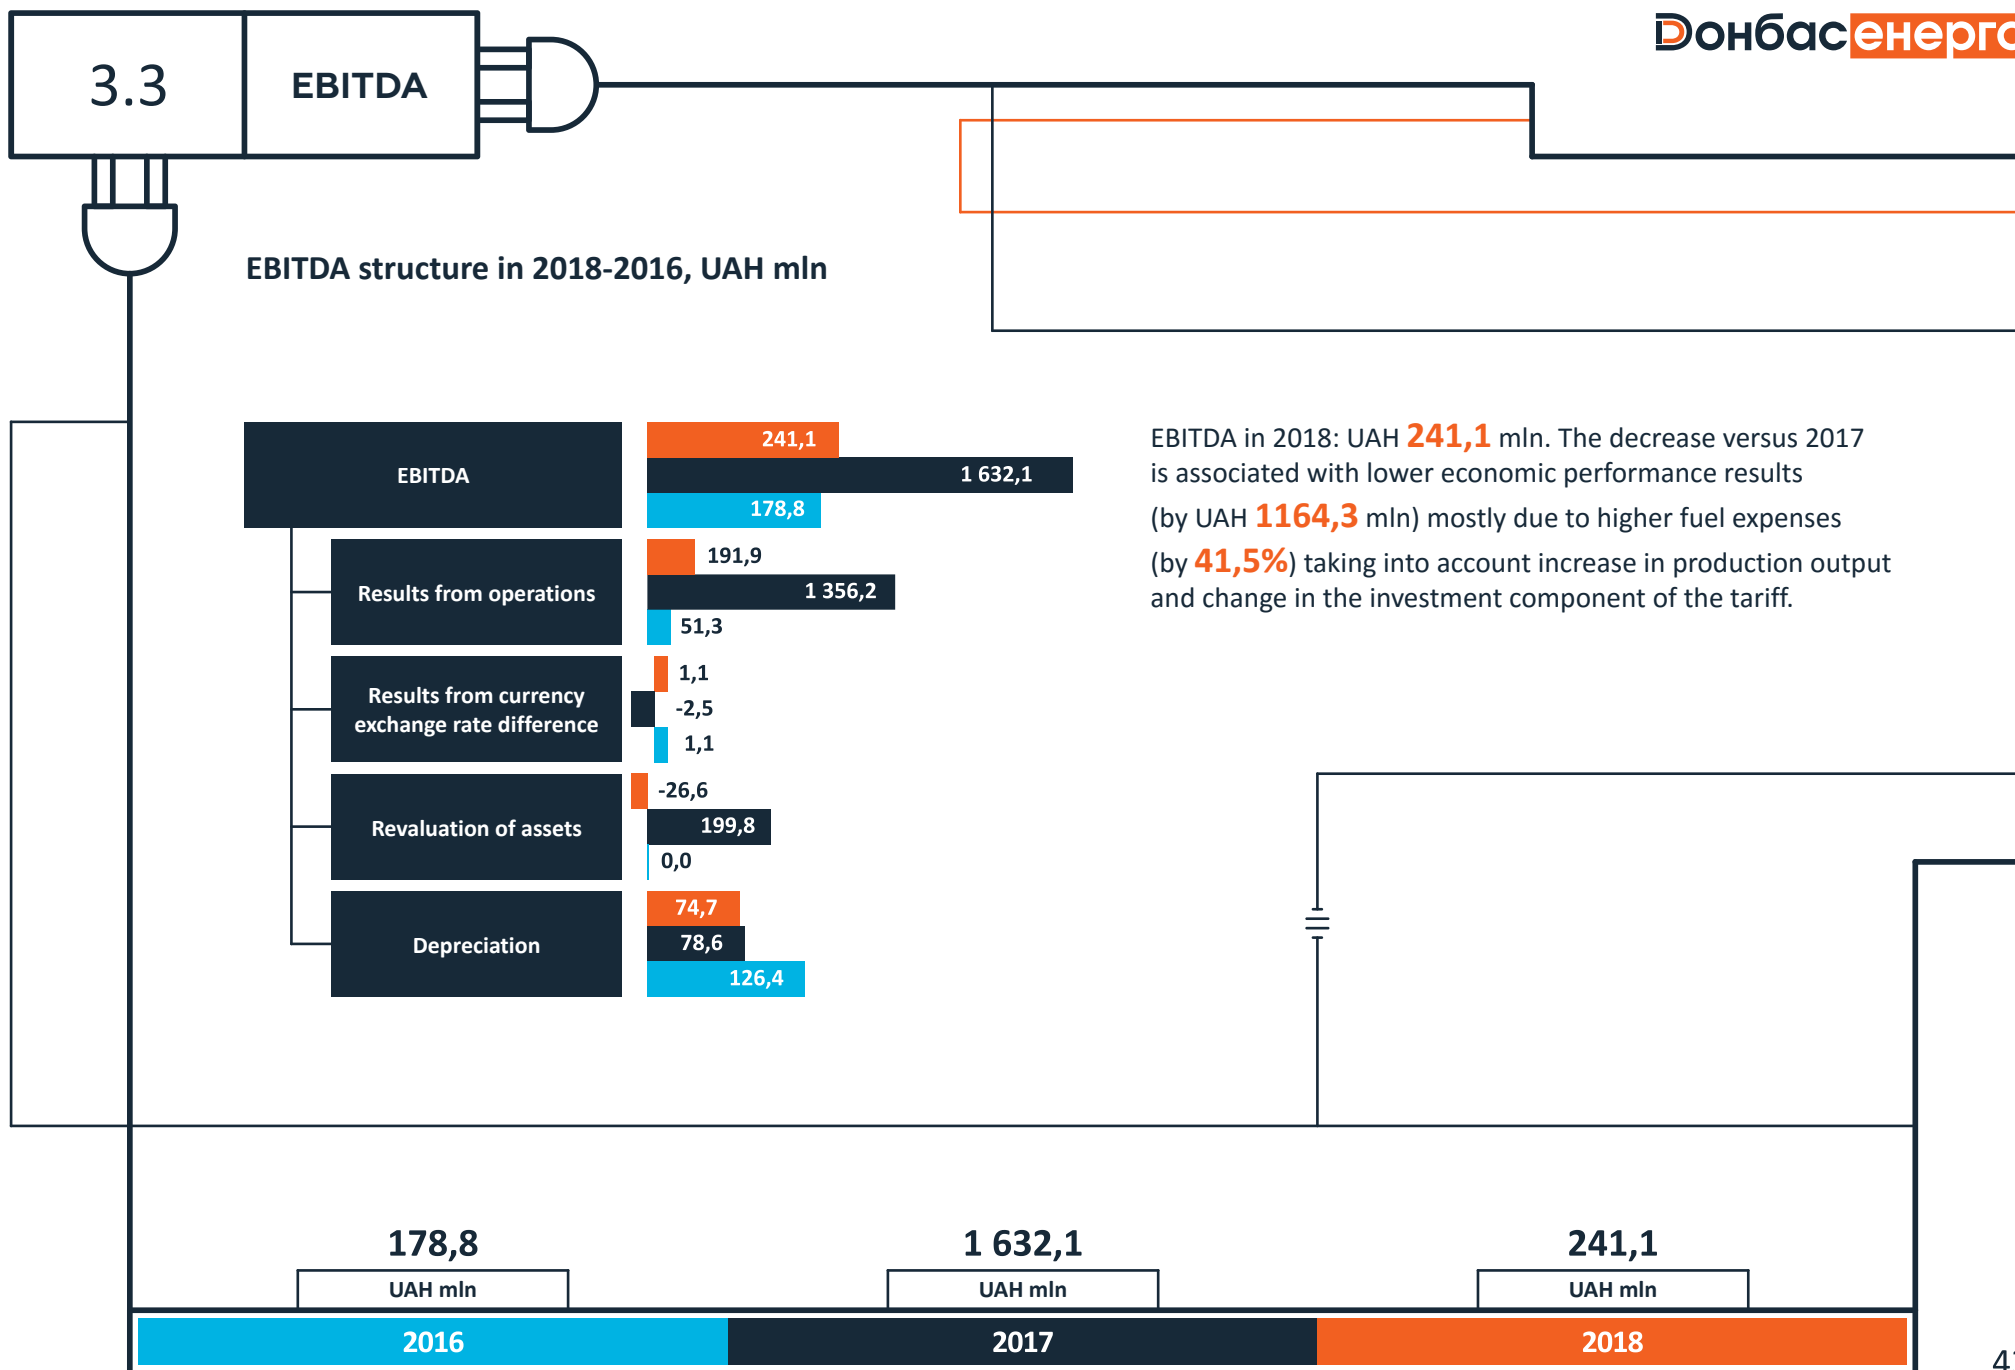 3.3
EBITDA
Донбасенерго
EBITDA structure in 2018-2016, UAH mln
EBITDA
241,1
1 632,1
178,8
Results from operations
191,9
1 356,2
51,3
Results from currency
exchange rate difference
1,1
-2,5
1,1
Revaluation of assets
-26,6
199,8
0,0
Depreciation
74,7
78,6
126,4
EBITDA in 2018: UAH 241,1 mln. The decrease versus 2017
is associated with lower economic performance results
(by UAH 1164,3 mln) mostly due to higher fuel expenses
(by 41,5%) taking into account increase in production output
and change in the investment component of the tariff.
178,8
UAH mln
2016
1 632,1
UAH mln
2017
241,1
UAH mln
2018